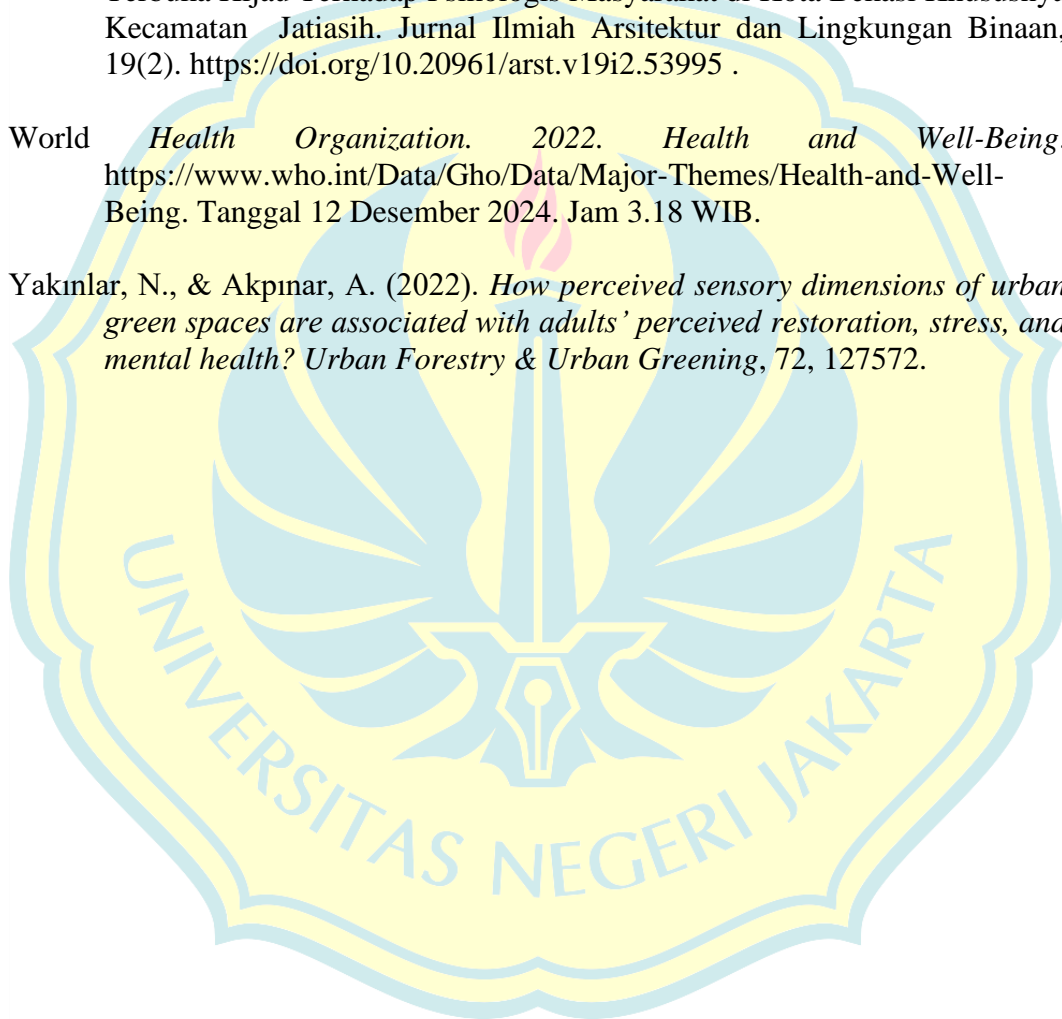 Kecamatan Jatiasih. Jurnal Ilmiah Arsitektur dan Lingkungan Binaan,
19(2). https://doi.org/10.20961/arst.v19i2.53995 .
World Health Organization. 2022. Health and Well-Being.
https://www.who.int/Data/Gho/Data/Major-Themes/Health-and-Well-
Being. Tanggal 12 Desember 2024. Jam 3.18 WIB.
Yakınlar, N., & Akpınar, A. (2022). How perceived sensory dimensions of urban
green spaces are associated with adults’ perceived restoration, stress, and
mental health? Urban Forestry & Urban Greening, 72, 127572.
UNIVERSITAS NEGERI JAKARTA